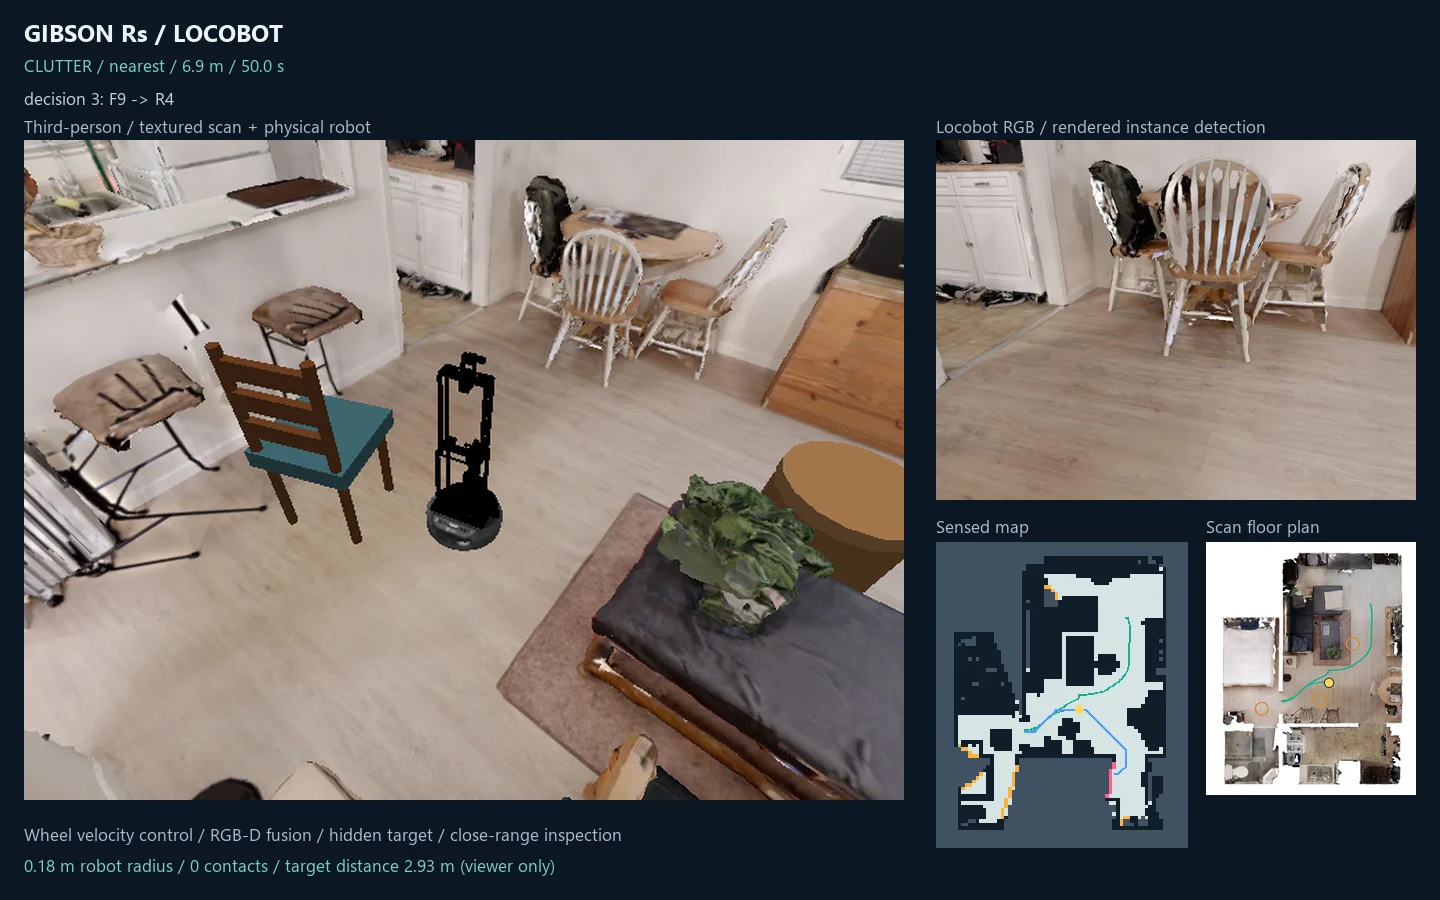 GIBSON Rs / LOCOBOT
CLUTTER / nearest / 6.9 m / 50.0 s
decision 3: F9 -> R4
Third-person / textured scan + physical robot
Locobot RGB / rendered instance detection
Sensed map
Scan floor plan
Wheel velocity control / RGB-D fusion / hidden target / close-range inspection
0.18 m robot radius / 0 contacts / target distance 2.93 m (viewer only)